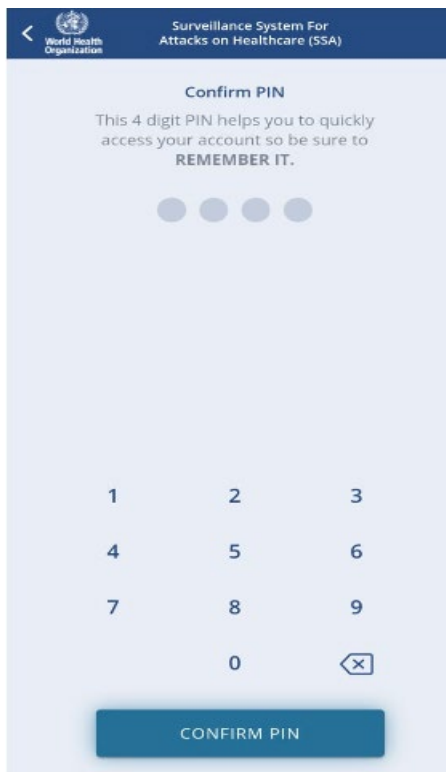 World Health
Organization
Surveillance System For
Attacks on Healthcare (SSA)
Confirm PIN
This 4 digit PIN helps you to quickly
access your account so be sure to
REMEMBER IT.
1 2 3
4 5 6
7 8 9
0
CONFIRM PIN